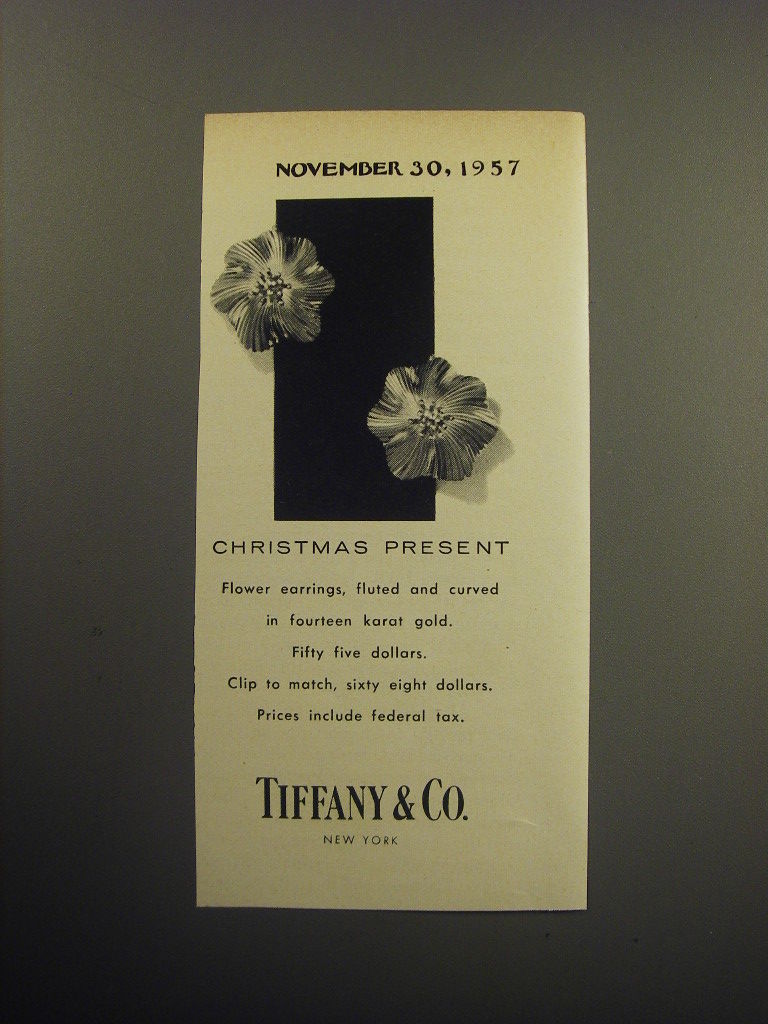 NOVEMBER 30, 1957
CHRISTMAS PRESENT
Flower earrings, fluted and curved
in fourteen karat gold.
Fifty five dollars.
Clip to match, sixty eight dollars.
Prices include federal tax.
TIFFANY & CO.
NEW YORK